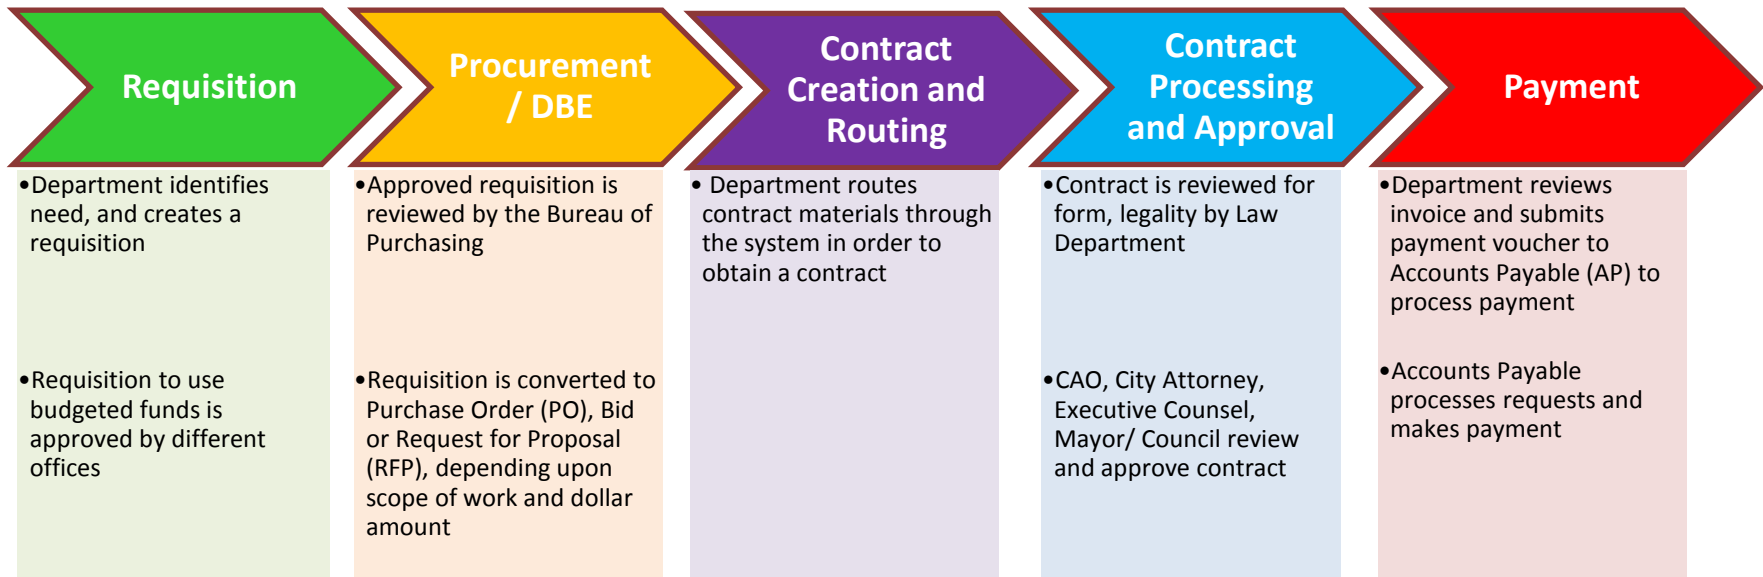 Requisition
Procurement
/ DBE
Contract
Creation and
Routing
Contract
Processing
and Approval
Payment
•Department identifies
need, and creates a
requisition
•Requisition to use
budgeted funds is
approved by different
offices
•Approved requisition is
reviewed by the Bureau of
Purchasing
•Requisition is converted to
Purchase Order (PO), Bid
or Request for Proposal
(RFP), depending upon
scope of work and dollar
amount
• Department routes
contract materials through
the system in order to
obtain a contract
•Contract is reviewed for
form, legality by Law
Department
•CAO, City Attorney,
Executive Counsel,
Mayor/ Council review
and approve contract
•Department reviews
invoice and submits
payment voucher to
Accounts Payable (AP) to
process payment
•Accounts Payable
processes requests and
makes payment